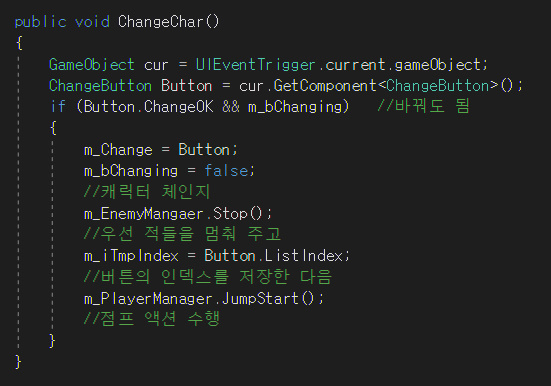 public void ChangeChar()
{
GameObject cur = UIEventTrigger.current.gameObject;
ChangeButton Button = cur.GetComponent<ChangeButton>();
if (Button.ChangeOK && m_bChanging) //바꿔도 됨
{
m_Change = Button;
m_bChanging = false;
//캐릭터 체인지
m_EnemyMangaer.Stop();
//우선 적들을 멈춰 주고
m_iTmpIndex = Button.ListIndex;
//버튼의 인덱스를 저장한 다음
m_PlayerManager.JumpStart();
//점프 액션 수행
}
}